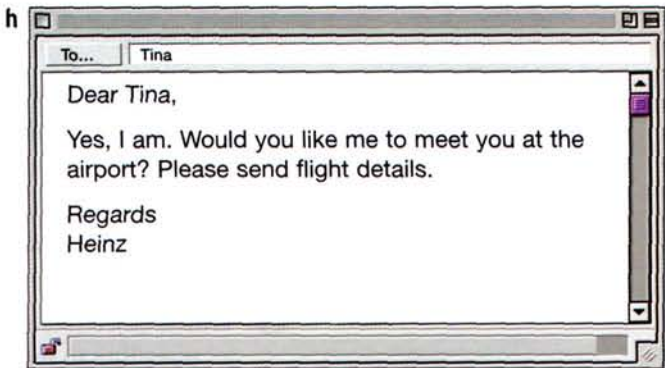 h
To... Tina
Dear Tina,
Yes, I am. Would you like me to meet you at the
airport? Please send flight details.
Regards
Heinz